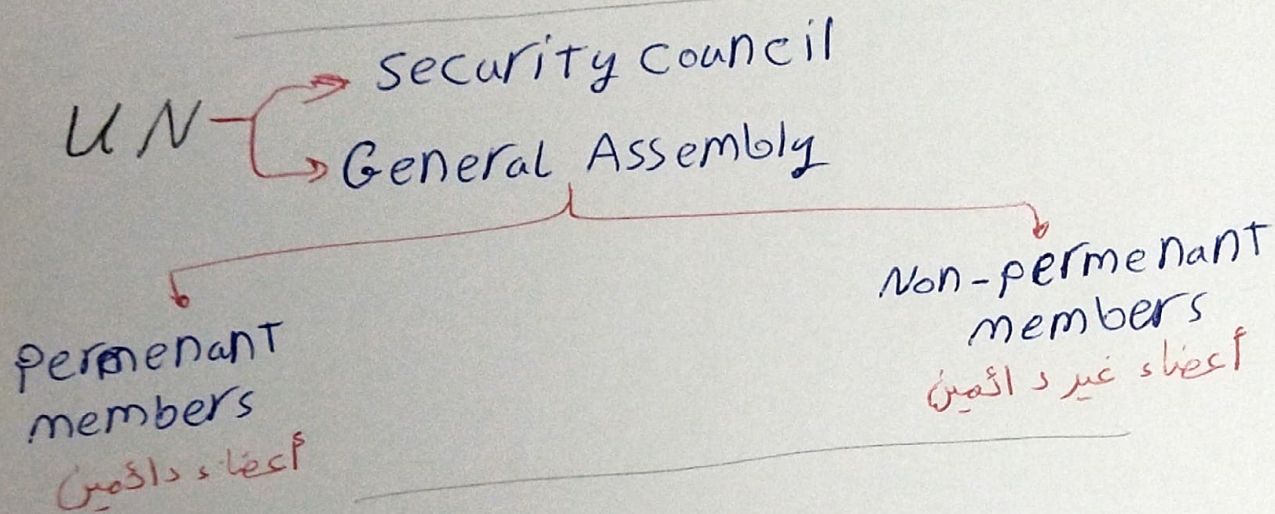 UN
Security Council
General Assembly
Permenant
members
أعضاء دائمين
Non-permenant
members
أعضاء غير دائمين